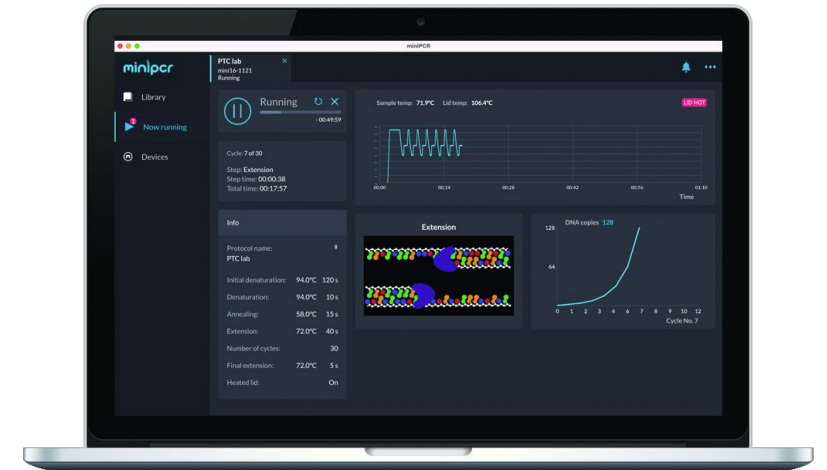 miniPCR
minipcr
PTC lab
mini16-1121
Running
Library
1
Now running
Devices
Running
-00:49:59
Cycle: 7 of 30
Step: Extension
Step time: 00:00:38
Total time: 00:17:57
Info
Protocol name:
PTC lab
Initial denaturation: 94.0°C 120 s
Denaturation: 94.0°C 10 s
Annealing: 58.0°C 15 s
Extension: 72.0°C 40 s
Number of cycles: 30
Final extension: 72.0°C 5 s
Heated lid: On
Sample temp: 71.9°C Lid temp: 106.4°C
LID HOT
00:00 00:14 00:28 00:42 00:56 01:10
Time
Extension
DNA copies 128
128
64
0 1 2 3 4 5 6 7 8 9 10 12
Cycle No. 7